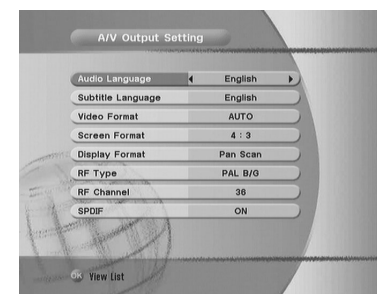 A/V Output Setting
Audio Language English
Subtitle Language English
Video Format AUTO
Screen Format 4 : 3
Display Format Pan Scan
RF Type PAL B/G
RF Channel 36
SPDIF ON
OK View List